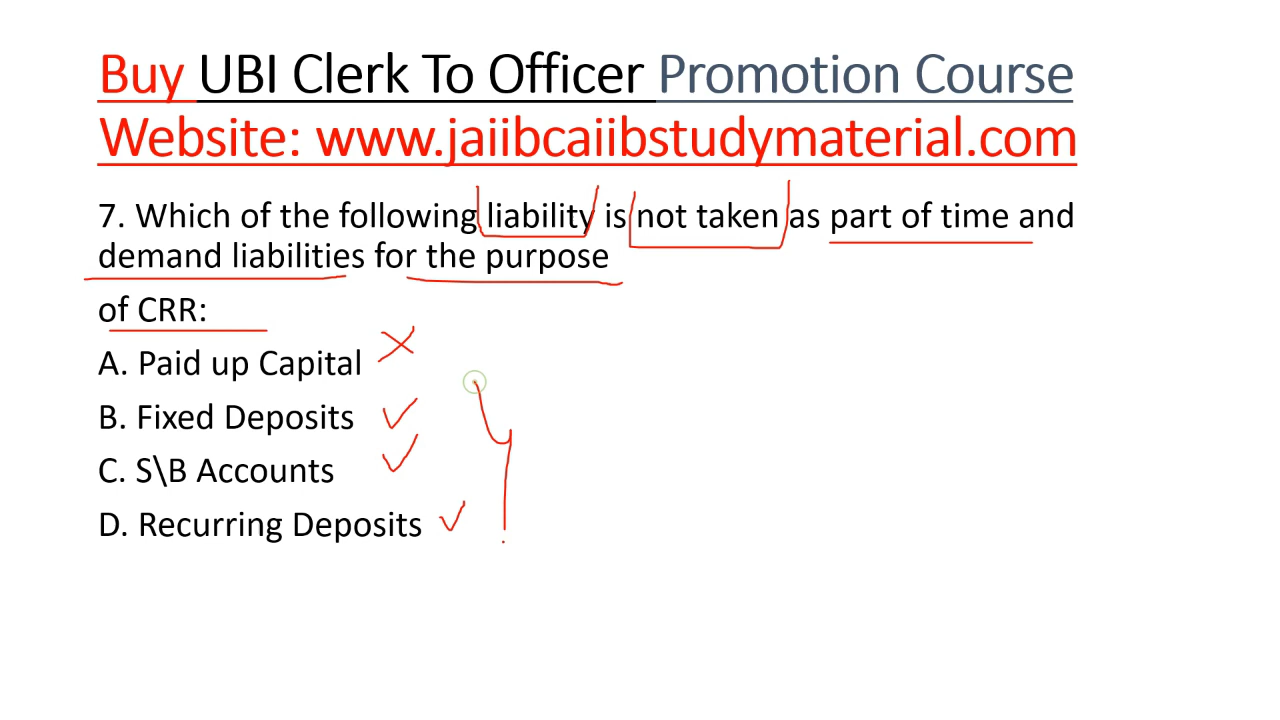 Buy UBI Clerk To Officer Promotion Course
Website: www.jaiibcaiibstudymaterial.com
7. Which of the following liability is not taken as part of time and
demand liabilities for the purpose
of CRR:
A. Paid up Capital
B. Fixed Deposits
C. S\B Accounts
D. Recurring Deposits